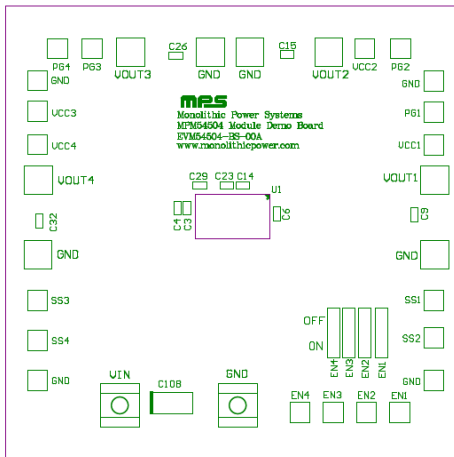 C26
C15
PG4
PG3
VOUT3
GND
GND
VOUT2
VCC2
PG2
GND
GND
mps
Monolithic Power Systems
MPM54504 Module Demo Board
EVM54504-BS-00A
www.monolithicpower.com
VCC3
PG1
VCC4
VCC1
VOUT4
C29
C23
C14
U1
VOUT1
C32
C4
C3
C6
C9
GND
GND
SS3
SS1
OFF
SS4
ON
SS2
EN4
EN3
EN2
EN1
GND
VIN
C108
GND
GND
EN4
EN3
EN2
EN1